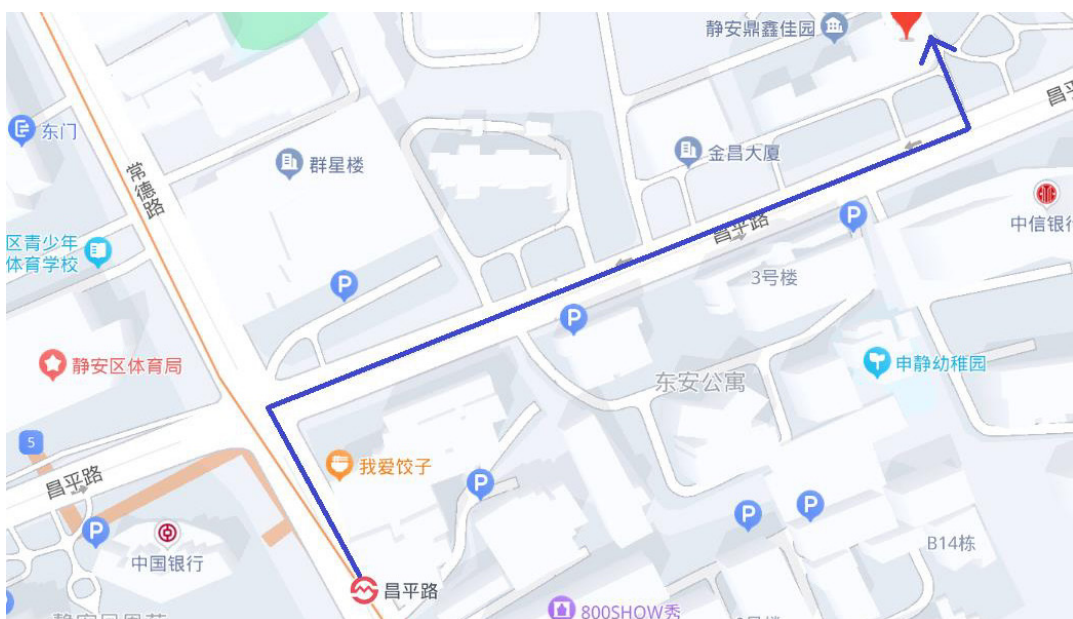 静安鼎鑫佳园
昌平
东门
群星楼
金昌大厦
常德路
中信银行
区青少年
体育学校
P
昌平路
P
3号楼
P
静安区体育局
东安公寓
申静幼稚园
5
我爱饺子
昌平路
P
P
P
P
中国银行
B14栋
昌平路
800SHOW秀